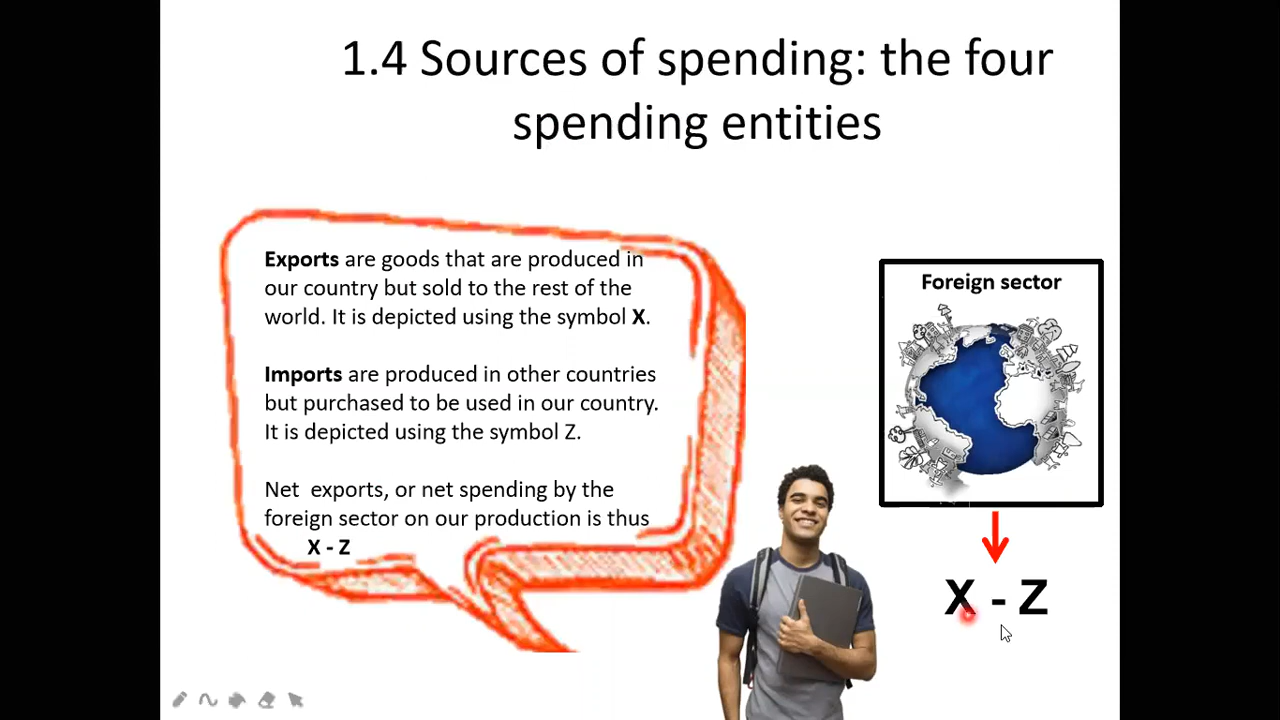 1.4 Sources of spending: the four
spending entities
Exports are goods that are produced in
our country but sold to the rest of the
world. It is depicted using the symbol X.
Imports are produced in other countries
but purchased to be used in our country.
It is depicted using the symbol Z.
Net  exports, or net spending by the
foreign sector on our production is thus
X - Z
Foreign sector
X - Z